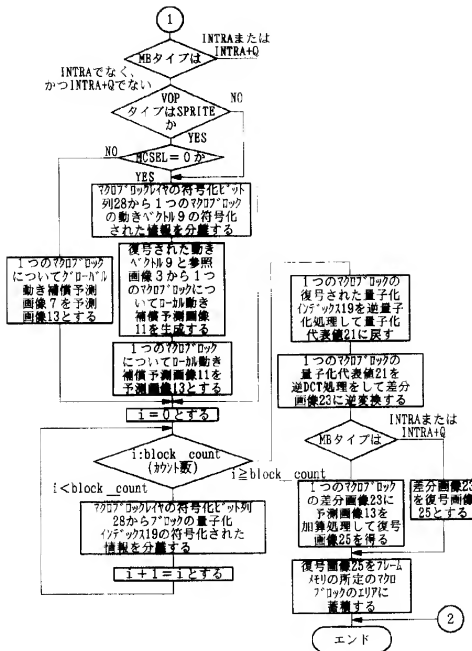 1
MBタイプは
INTRAまたは
INTRA+Q
INTRAでなく、
かつINTRA+Qでない
VOP
タイプはSPRITE
か
NO
YES
NO
MCSEL=0か
YES
マクロブロックレイヤの符号化ビット
列28から1つのマクロブロック
の動きベクトル9の符号化
された情報を分離する
復号された動き
ベクトル9と参照
画像3から1つ
のマクロブロックにつ
いてローカル動き
補償予測画像
11を生成する
1つのマクロブロック
についてグローバル
動き補償予測
画像7を予測
画像13とする
1つのマクロブロック
についてローカル動き
補償予測画像11を
予測画像13とする
i=0とする
i:block_count
(カウント数)
i≧block_count
i<block_count
マクロブロックレイヤの符号化ビット列
28からブロックの量子化
インデックス19の符号化された
情報を分離する
i+1=iとする
1つのマクロブロックの
復号された量子化
インデックス19を逆量子
化処理して量子化
代表値21に戻す
1つのマクロブロックの
量子化代表値21を
逆DCT処理をして差分
画像23に逆変換する
MBタイプは
INTRAまたは
INTRA+Q
1つのマクロブロック
の差分画像23に
予測画像13を
加算処理して復号
画像25を得る
差分画像23
を復号画像
25とする
復号画像25をフレーム
メモリの所定のマクロ
ブロックのエリアに
蓄積する
2
エンド